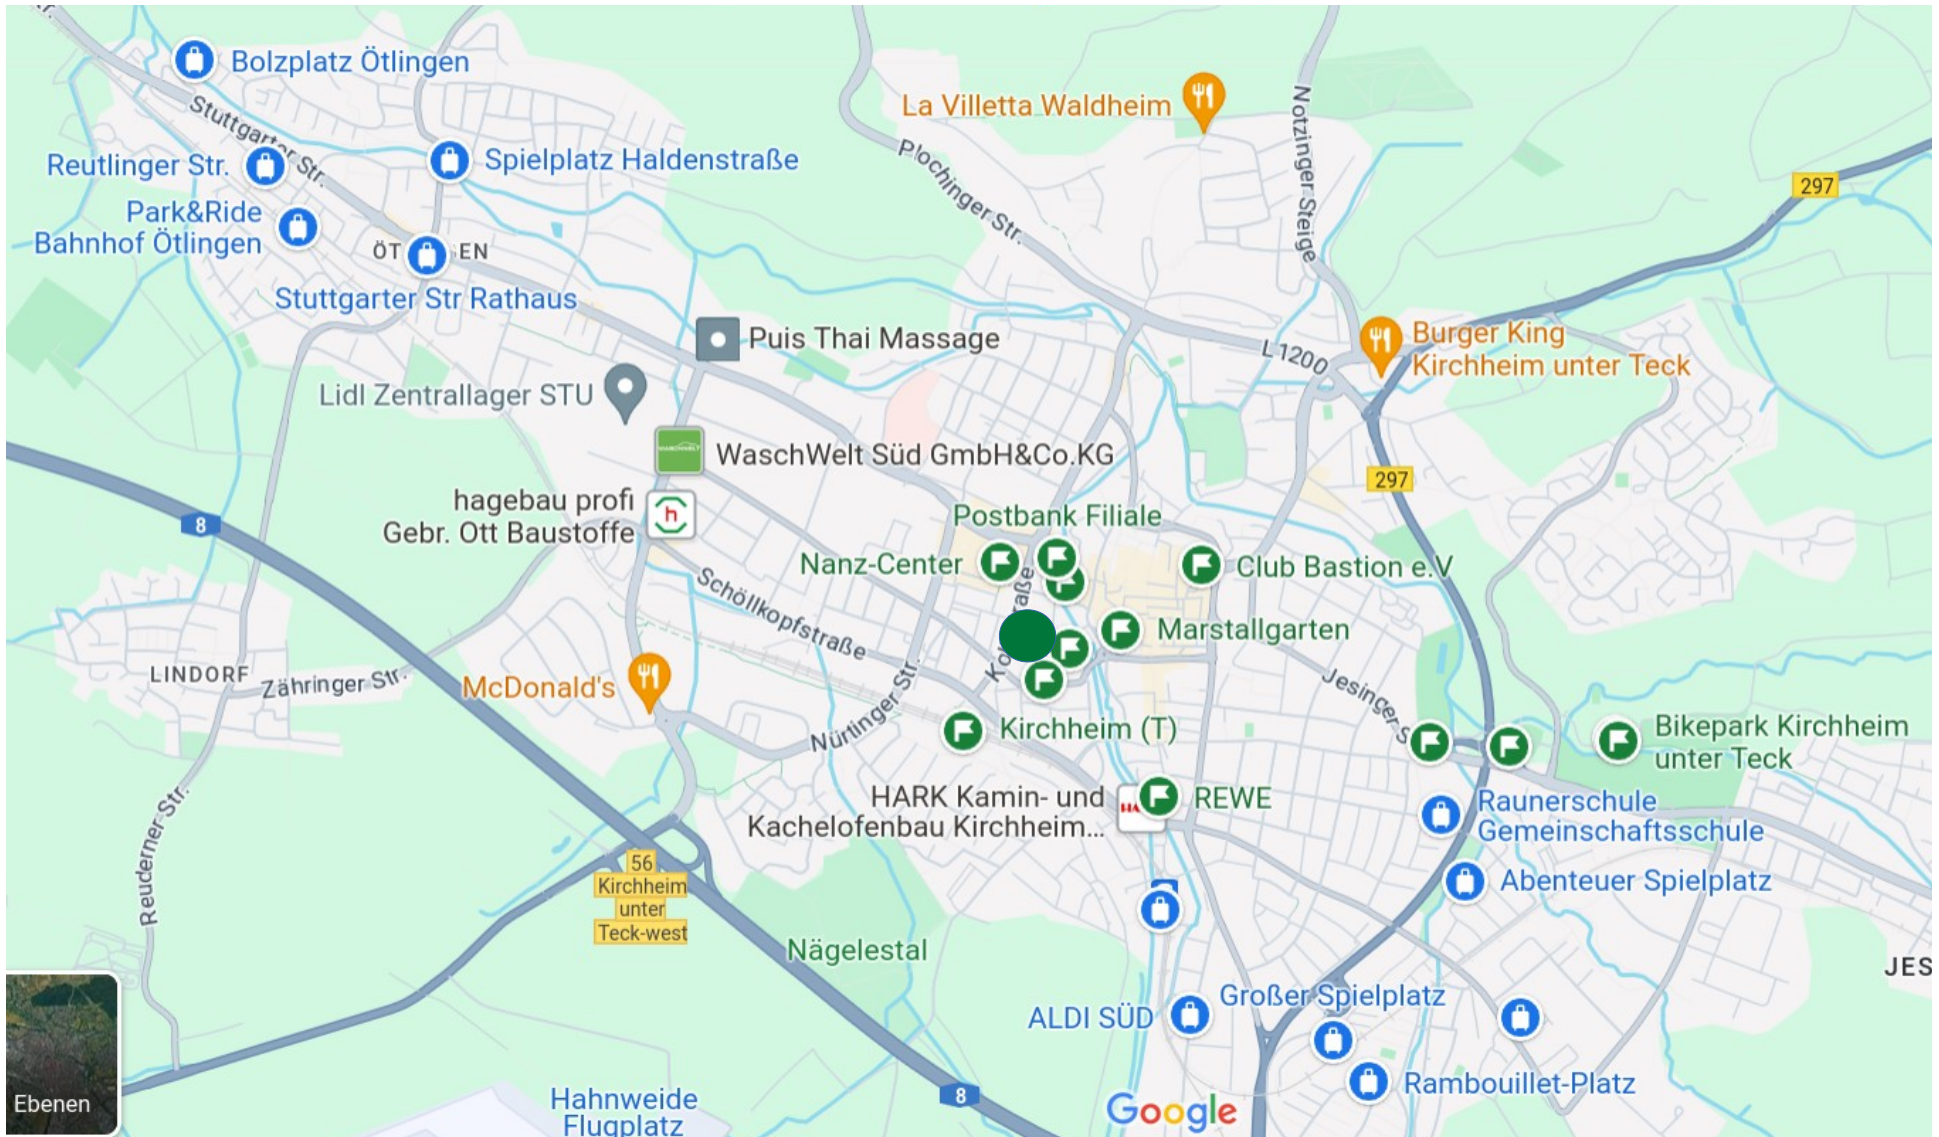 Bolzplatz Ötlingen
Stuttgarter Str.
Reutlinger Str.
Spielplatz Haldenstraße
Park&Ride
Bahnhof Ötlingen
Stuttgarter Str Rathaus
La Villetta Waldheim
Plochinger Str.
Notzinger Steige
297
Puis Thai Massage
L1200
Burger King
Kirchheim unter Teck
Lidl Zentrallager STU
WaschWelt Süd GmbH&Co.KG
297
hagebau profi
Gebr. Ott Baustoffe
h
8
Postbank Filiale
Nanz-Center
Club Bastion e.V
Schöllkopfstraße
Marstallgarten
LINDORF
Zähringer Str.
McDonald's
Nürtlinger Str.
Jesinger S
Kirchheim (T)
Bikepark Kirchheim
unter Teck
HARK Kamin- und
Kachelofenbau Kirchheim...
HA
REWE
Raunerschule
Gemeinschaftsschule
Reuderner Str.
56
Kirchheim
unter
Teck-west
Abenteuer Spielplatz
Nägelestal
JES
Großer Spielplatz
ALDI SÜD
Rambouillet-Platz
Hahnweide
Flugplatz
8
Google
Ebenen